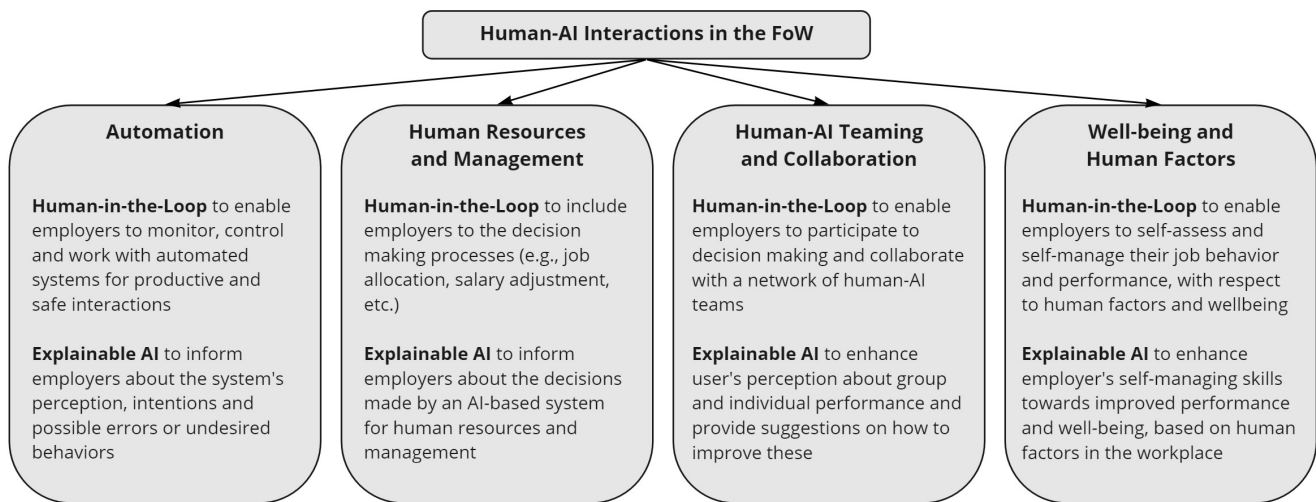 Human-AI Interactions in the FoW
Automation
Human-in-the-Loop to enable
employers to monitor, control
and work with automated
systems for productive and
safe interactions
Explainable AI to inform
employers about the system's
perception, intentions and
possible errors or undesired
behaviors
Human Resources
and Management
Human-in-the-Loop to include
employers to the decision
making processes (e.g., job
allocation, salary adjustment,
etc.)
Explainable AI to inform
employers about the decisions
made by an AI-based system
for human resources and
management
Human-AI Teaming
and Collaboration
Human-in-the-Loop to enable
employers to participate to
decision making and collaborate
with a network of human-AI
teams
Explainable AI to enhance
user's perception about group
and individual performance and
provide suggestions on how to
improve these
Well-being and
Human Factors
Human-in-the-Loop to enable
employers to self-assess and
self-manage their job behavior
and performance, with respect
to human factors and wellbeing
Explainable AI to enhance
employer's self-managing skills
towards improved performance
and well-being, based on human
factors in the workplace